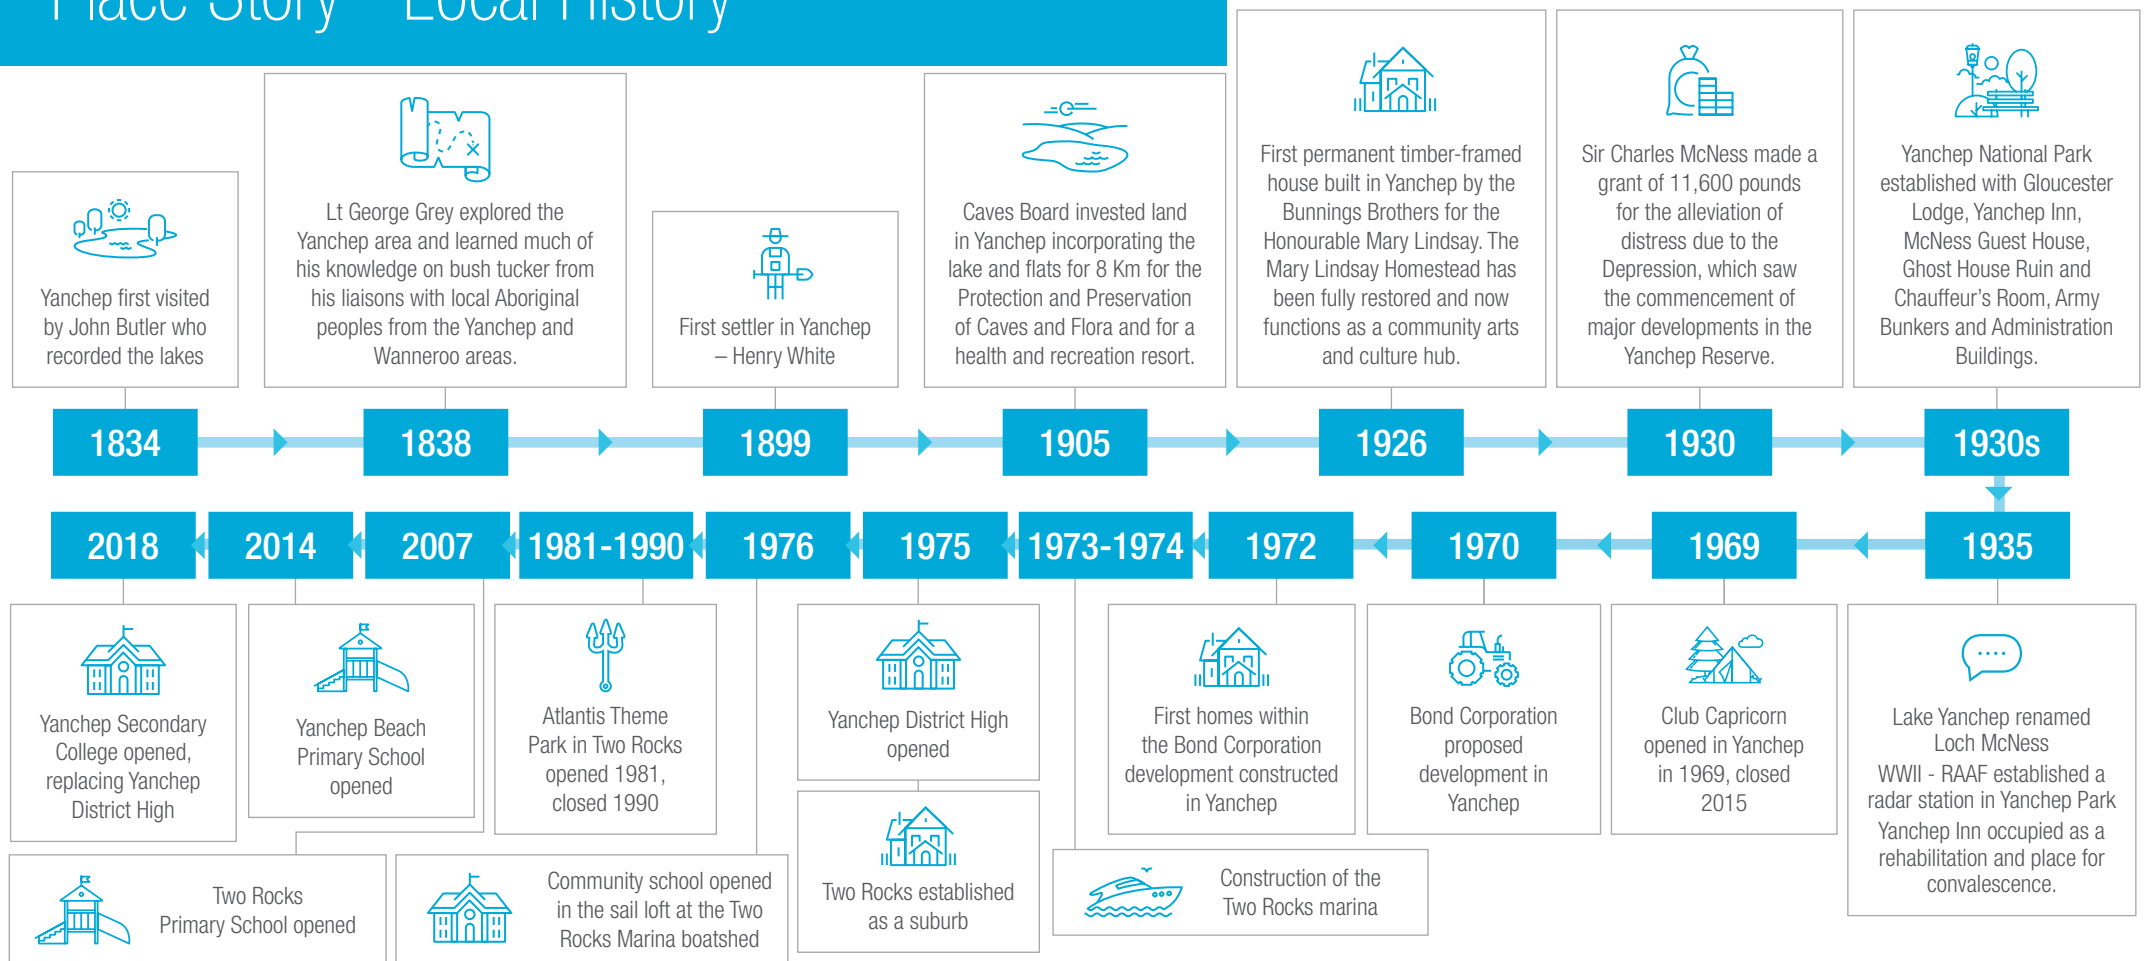 Place Story – Local History
Yanchep first visited
by John Butler who
recorded the lakes
1834
Lt George Grey explored the
Yanchep area and learned much of
his knowledge on bush tucker from
his liaisons with local Aboriginal
peoples from the Yanchep and
Wanneroo areas.
1838
First settler in Yanchep
– Henry White
1899
Caves Board invested land
in Yanchep incorporating the
lake and flats for 8 Km for the
Protection and Preservation
of Caves and Flora and for a
health and recreation resort.
1905
First permanent timber-framed
house built in Yanchep by the
Bunnings Brothers for the
Honourable Mary Lindsay. The
Mary Lindsay Homestead has
been fully restored and now
functions as a community arts
and culture hub.
1926
Sir Charles McNess made a
grant of 11,600 pounds
for the alleviation of
distress due to the
Depression, which saw
the commencement of
major developments in the
Yanchep Reserve.
1930
Yanchep National Park
established with Gloucester
Lodge, Yanchep Inn,
McNess Guest House,
Ghost House Ruin and
Chauffeur's Room, Army
Bunkers and Administration
Buildings.
1930s
1935
Lake Yanchep renamed
Loch McNess
WWII - RAAF established a
radar station in Yanchep Park
Yanchep Inn occupied as a
rehabilitation and place for
convalescence.
1969
Club Capricorn
opened in Yanchep
in 1969, closed
2015
1970
Bond Corporation
proposed
development in
Yanchep
1972
First homes within
the Bond Corporation
development constructed
in Yanchep
1973-1974
Construction of the
Two Rocks marina
1975
Yanchep District High
opened
Two Rocks established
as a suburb
1976
Community school opened
in the sail loft at the Two
Rocks Marina boatshed
1981-1990
Atlantis Theme
Park in Two Rocks
opened 1981,
closed 1990
2007
Two Rocks
Primary School opened
2014
Yanchep Beach
Primary School
opened
2018
Yanchep Secondary
College opened,
replacing Yanchep
District High